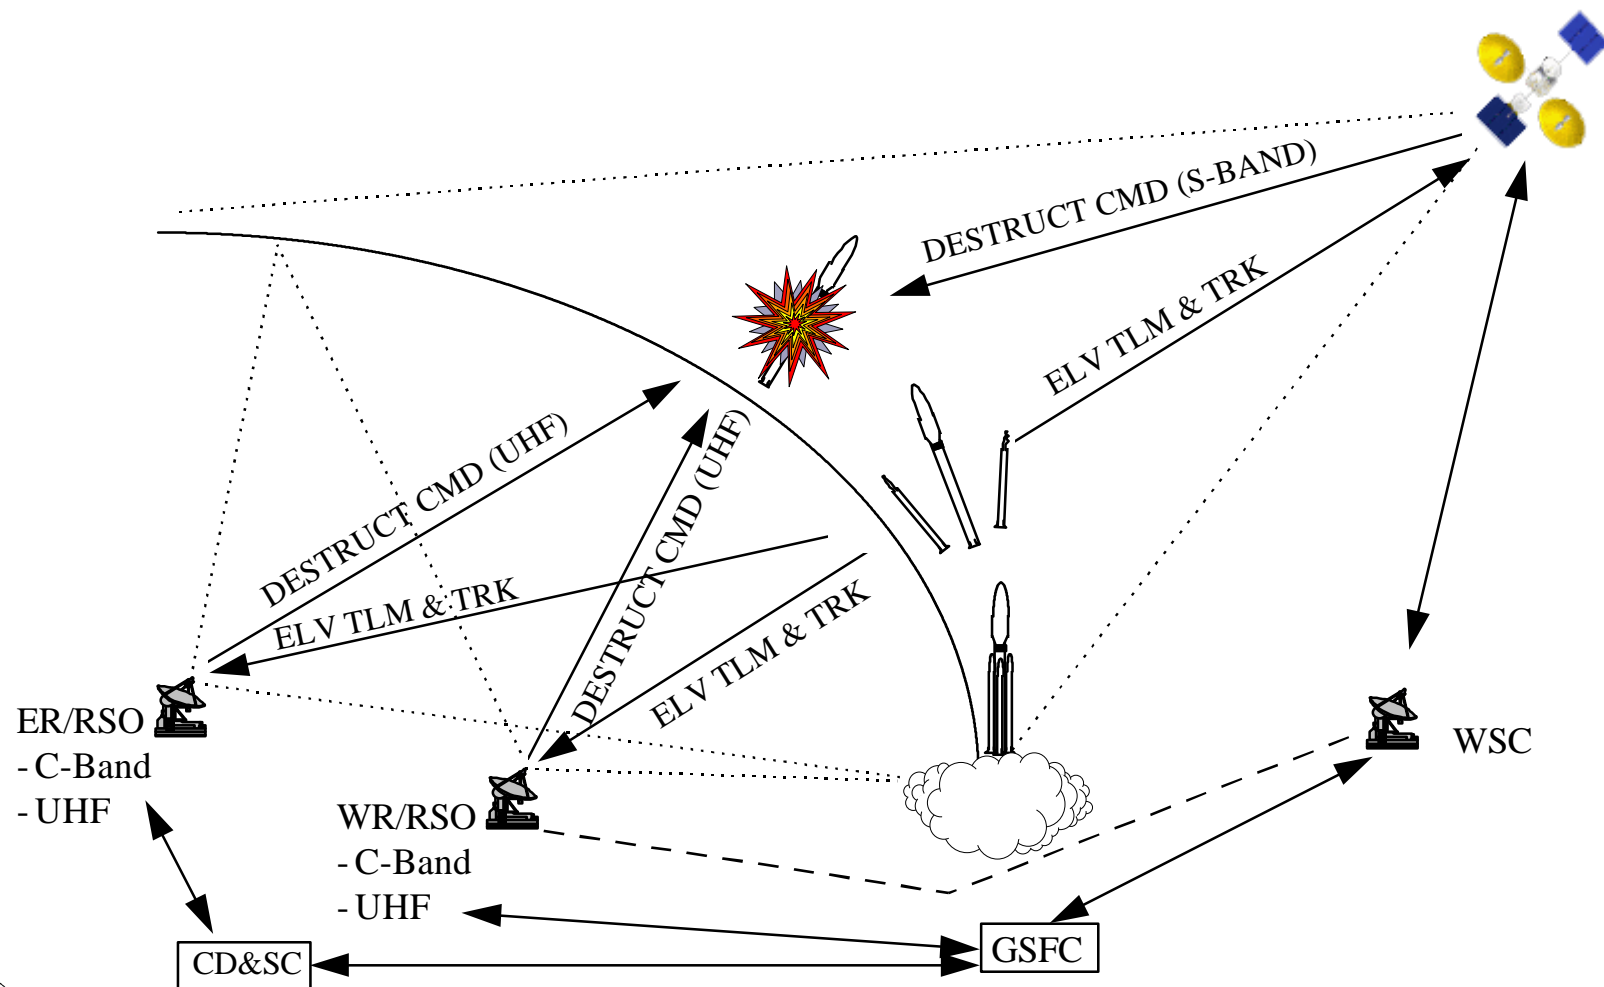 DESTRUCT CMD (S-BAND)
ELV TLM & TRK
DESTRUCT CMD (UHF)
DESTRUCT CMD (UHF)
ELV TLM & TRK
ELV TLM & TRK
ER/RSO
- C-Band
- UHF
WR/RSO
- C-Band
- UHF
WSC
CD&SC
GSFC